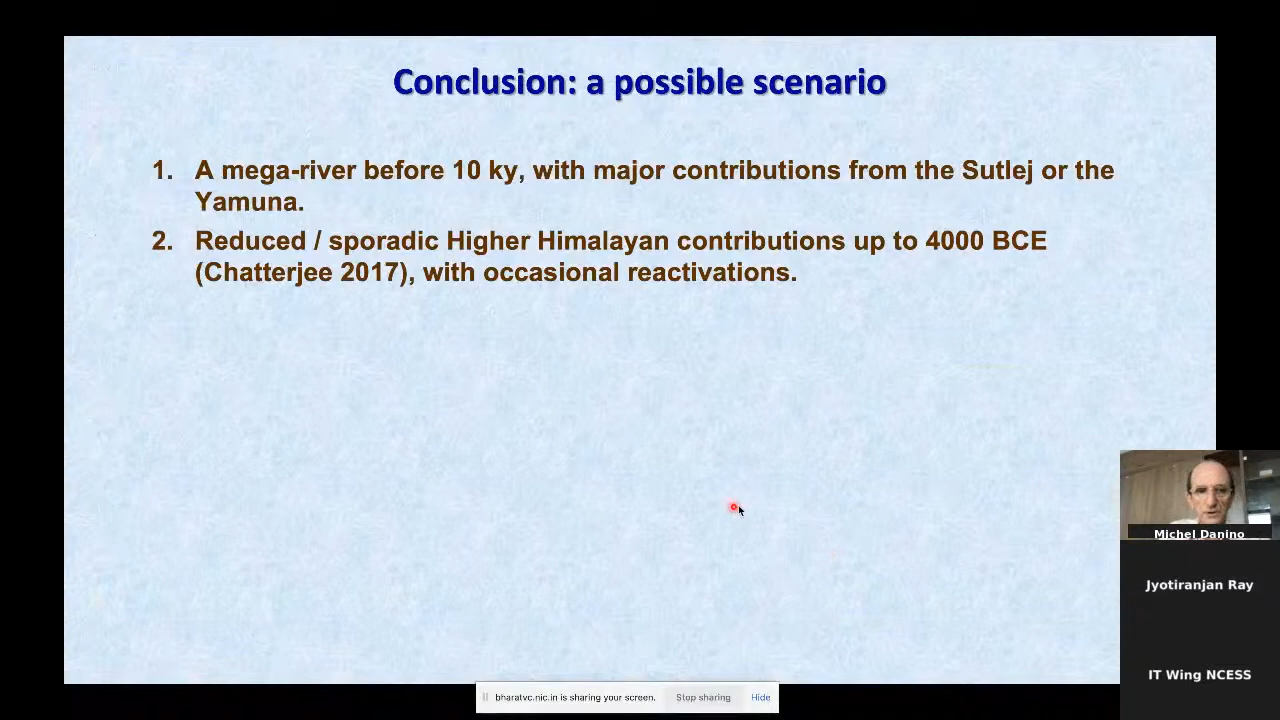 Conclusion: a possible scenario
1. A mega-river before 10 ky, with major contributions from the Sutlej or the
Yamuna.
2. Reduced / sporadic Higher Himalayan contributions up to 4000 BCE
(Chatterjee 2017), with occasional reactivations.
Michel Danino
Jyotiranjan Ray
IT Wing NCESS
bharatvc.nic.in is sharing your screen. Stop sharing Hide